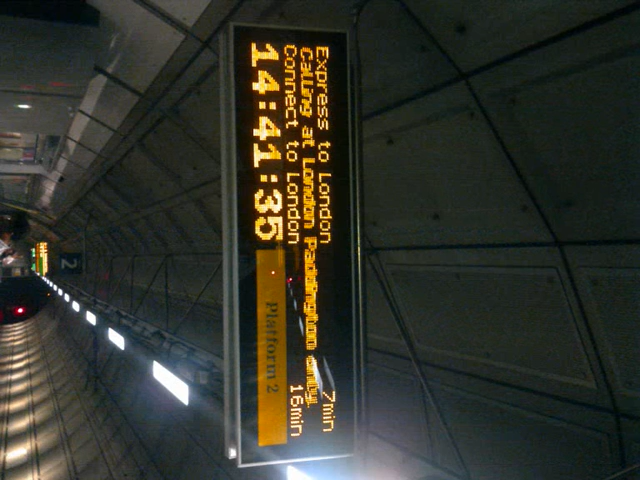 Express to London 7min
Calling at London Paddington only.
Connect to London 16min
14:41:35
Platform 2
2